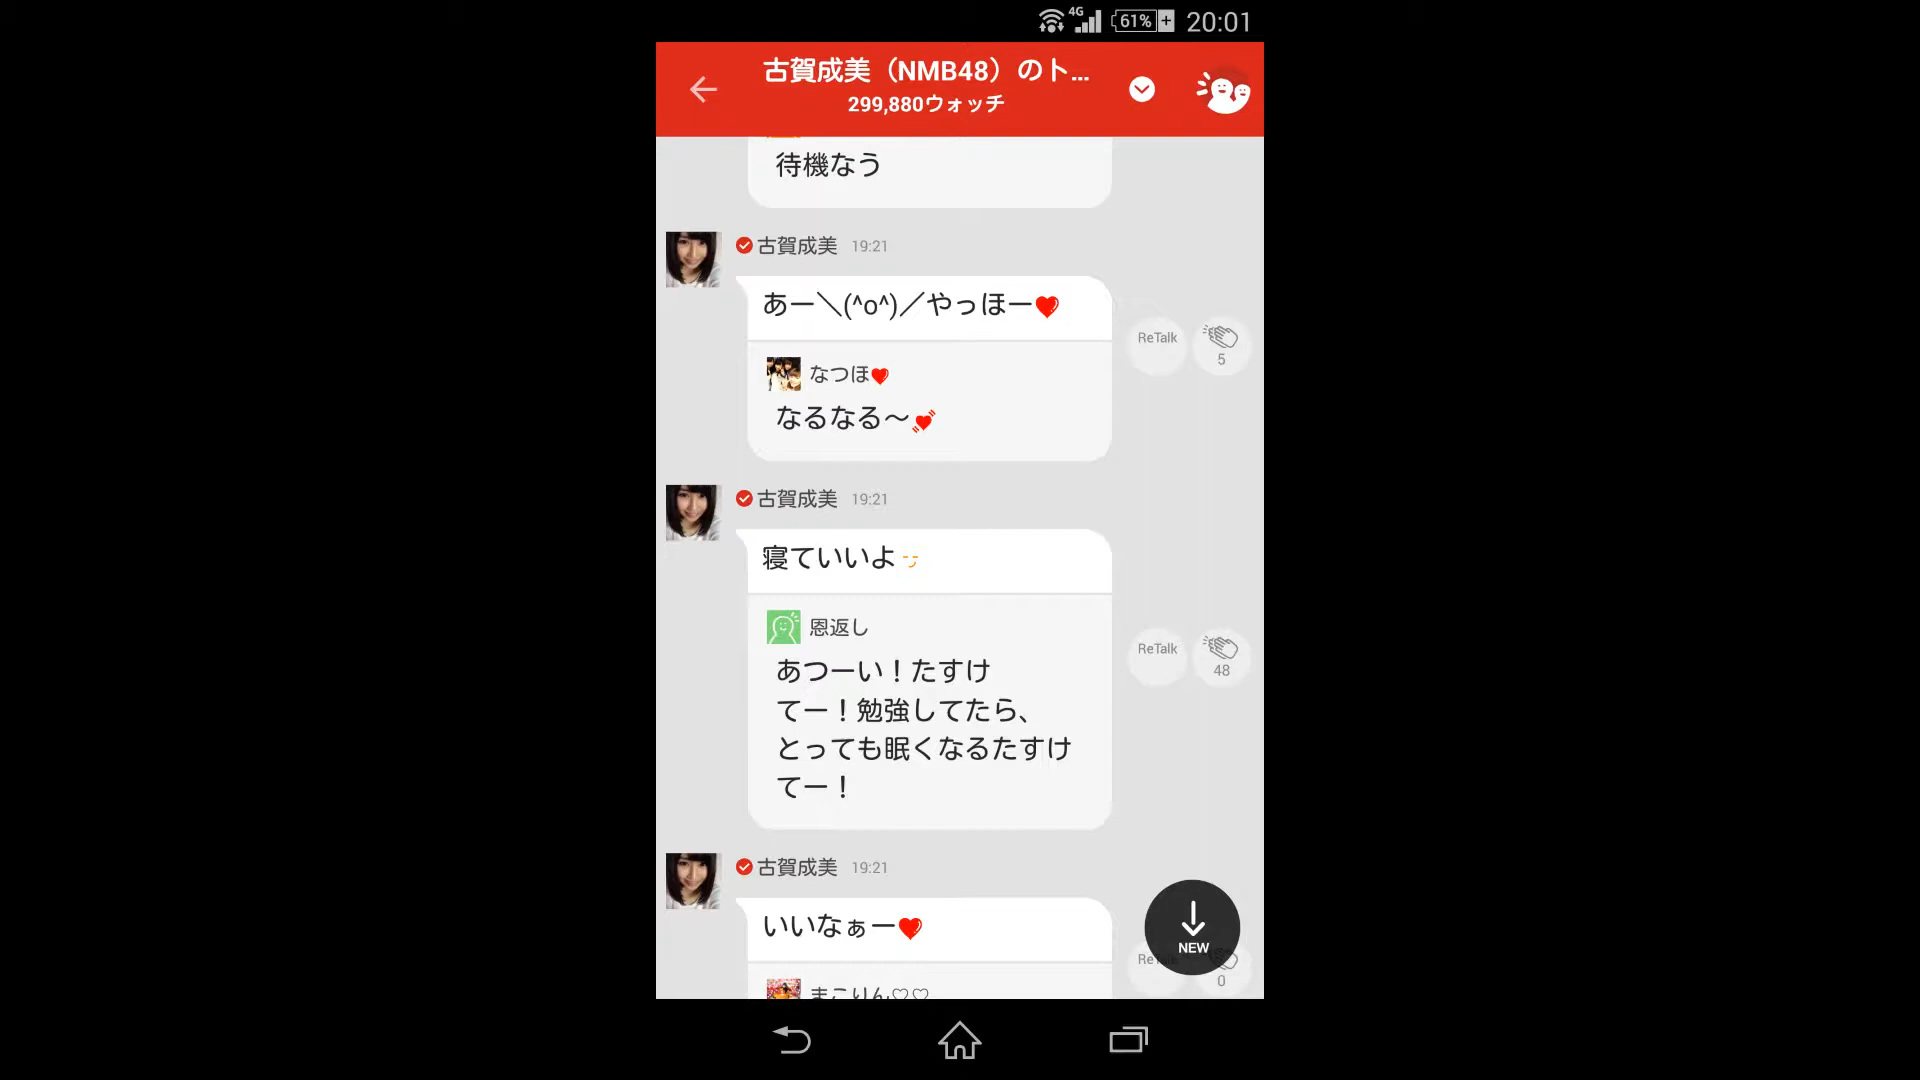 4G 61% 20:01
古賀成美（NMB48）のト...
299,880ウォッチ
待機なう
古賀成美 19:21
あー＼(^o^)／やっほー❤
ReTalk 5
なつほ❤
なるなる〜
古賀成美 19:21
寝ていいよ
恩返し
ReTalk 48
あつーい！たすけ
てー！勉強してたら、
とっても眠くなるたすけ
てー！
古賀成美 19:21
いいなぁー❤
NEW
ReTalk 0
まこりん♡♡